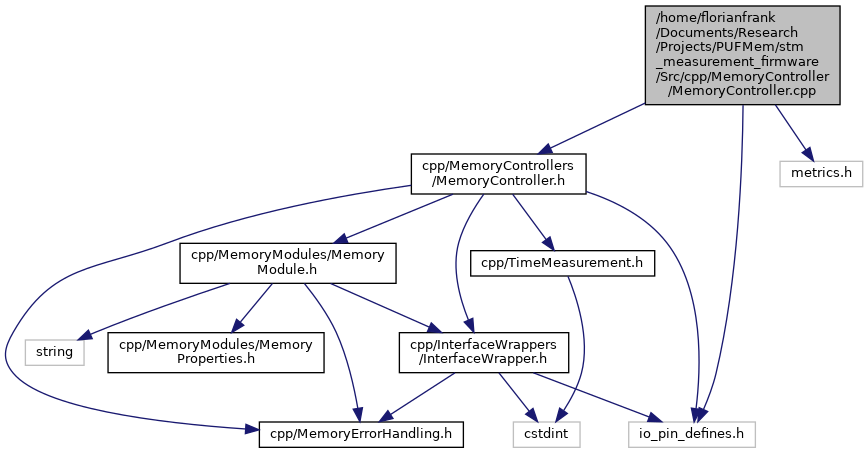 /home/florianfrank
/Documents/Research
/Projects/PUFMem/stm
_measurement_firmware
/Src/cpp/MemoryController
/MemoryController.cpp
cpp/MemoryControllers
/MemoryController.h
metrics.h
cpp/MemoryModules/Memory
Module.h
cpp/TimeMeasurement.h
string
cpp/MemoryModules/Memory
Properties.h
cpp/InterfaceWrappers
/InterfaceWrapper.h
cpp/MemoryErrorHandling.h
cstdint
io_pin_defines.h